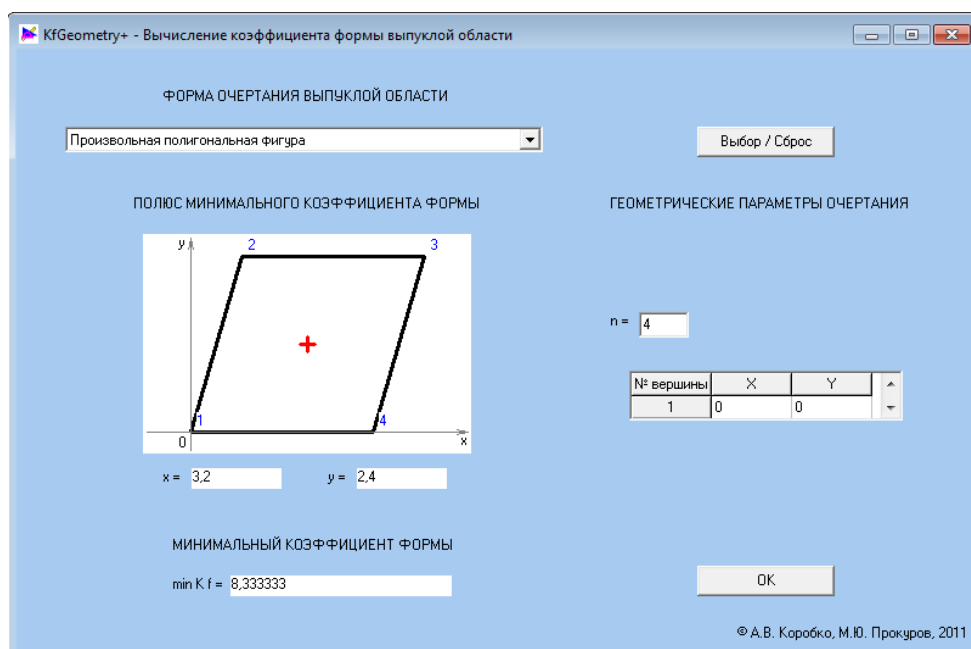 KfGeometry+ - Вычисление коэффициента формы выпуклой области
ФОРМА ОЧЕРТАНИЯ ВЫПУКЛОЙ ОБЛАСТИ
Произвольная полигональная фигура
Выбор / Сброс
ПОЛЮС МИНИМАЛЬНОГО КОЭФФИЦИЕНТА ФОРМЫ
ГЕОМЕТРИЧЕСКИЕ ПАРАМЕТРЫ ОЧЕРТАНИЯ
y 2 3
n = 4
№ вершины X Y
1 0 0
1 4
0 x
x = 3,2 y = 2,4
МИНИМАЛЬНЫЙ КОЭФФИЦИЕНТ ФОРМЫ
min K f = 8,333333
OK
© А.В. Коробко, М.Ю. Прокуров, 2011